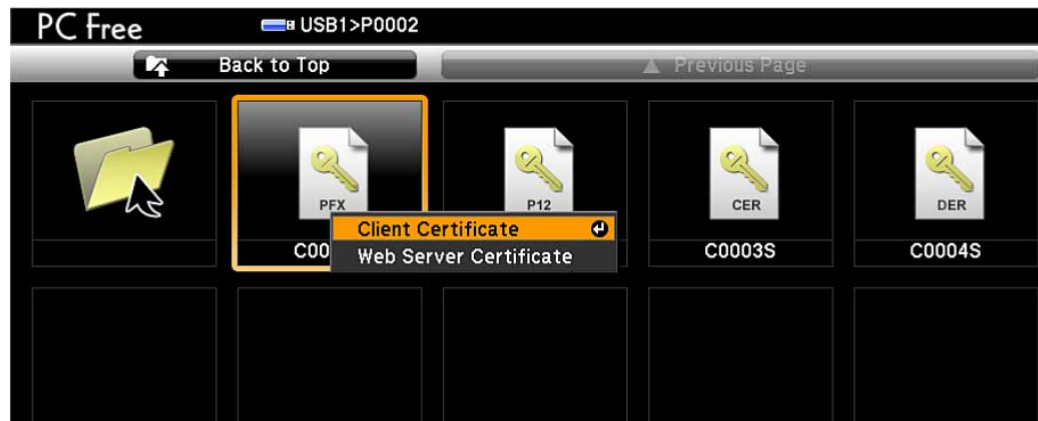 PC Free
USB1>P0002
Back to Top
Previous Page
PFX
P12
CER
DER
Client Certificate
Web Server Certificate
C00
C0003S
C0004S